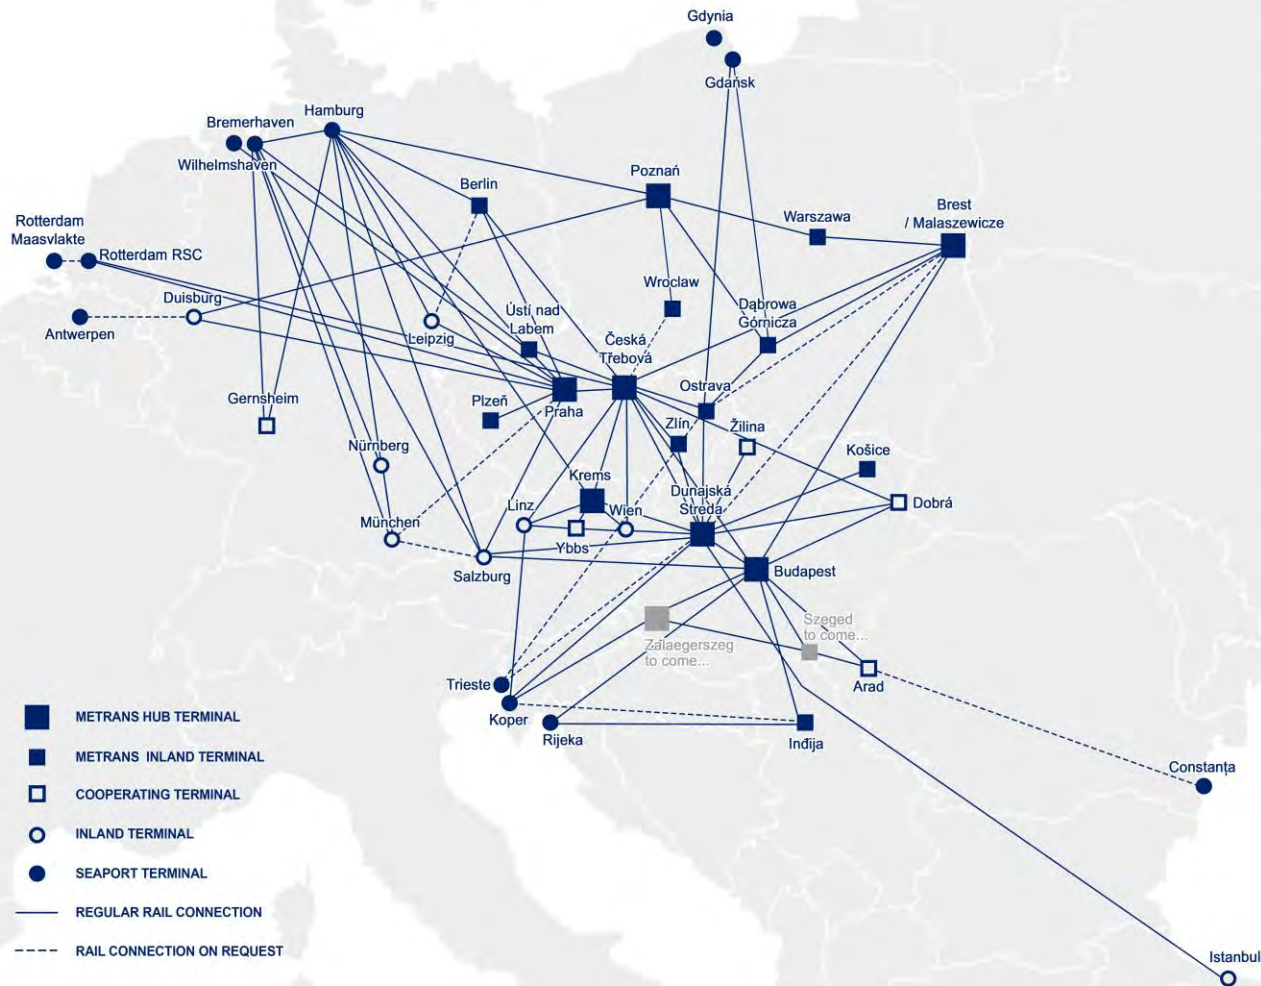 Gdynia
Gdańsk
Hamburg
Bremerhaven
Wilhelmshaven
Berlin
Poznań
Warszawa
Brest
/ Malaszewicze
Rotterdam
Maasvlakte
Rotterdam RSC
Duisburg
Antwerpen
Leipzig
Ústí nad
Labem
Wroclaw
Dąbrowa
Górnicza
Česká
Třebová
Praha
Plzeň
Gernsheim
Ostrava
Zlín
Žilina
Nürnberg
Košice
Krems
Dunajská
Streda
Linz
Wien
Dobrá
München
Ybbs
Salzburg
Budapest
Szeged
to come...
Zalaegerszeg
to come...
Arad
Trieste
Koper
Rijeka
Inđija
Constanța
Istanbul
METRANS HUB TERMINAL
METRANS INLAND TERMINAL
COOPERATING TERMINAL
INLAND TERMINAL
SEAPORT TERMINAL
REGULAR RAIL CONNECTION
RAIL CONNECTION ON REQUEST